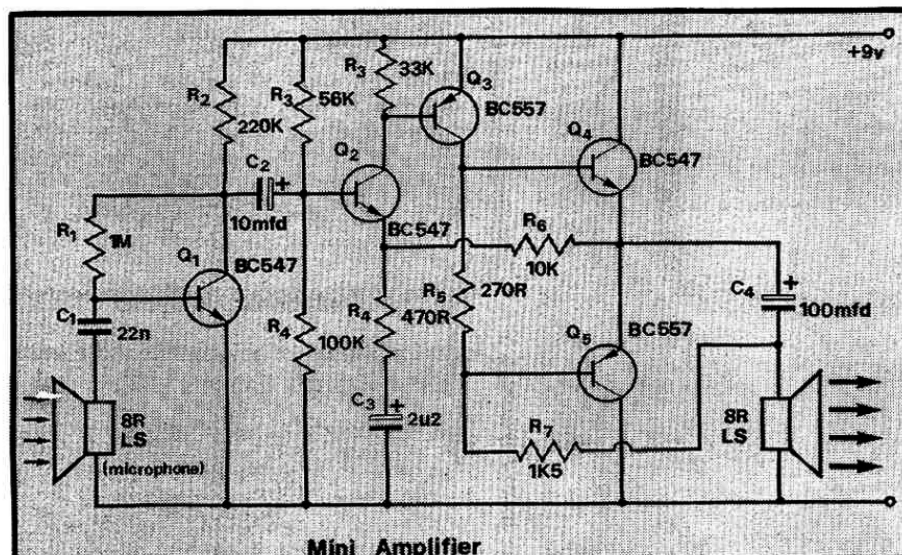 +9v
R3
33K
Q3
BC557
R2
220K
R3
56K
Q4
BC547
Q2
C2
+
10mfd
BC547
R1
1M
Q1
BC547
R6
10K
C1
22n
R4
100K
R4
470R
R5
270R
C4
+
100mfd
Q5
BC557
C3
+
2u2
R7
1K5
8R
LS
(microphone)
8R
LS
Mini Amplifier